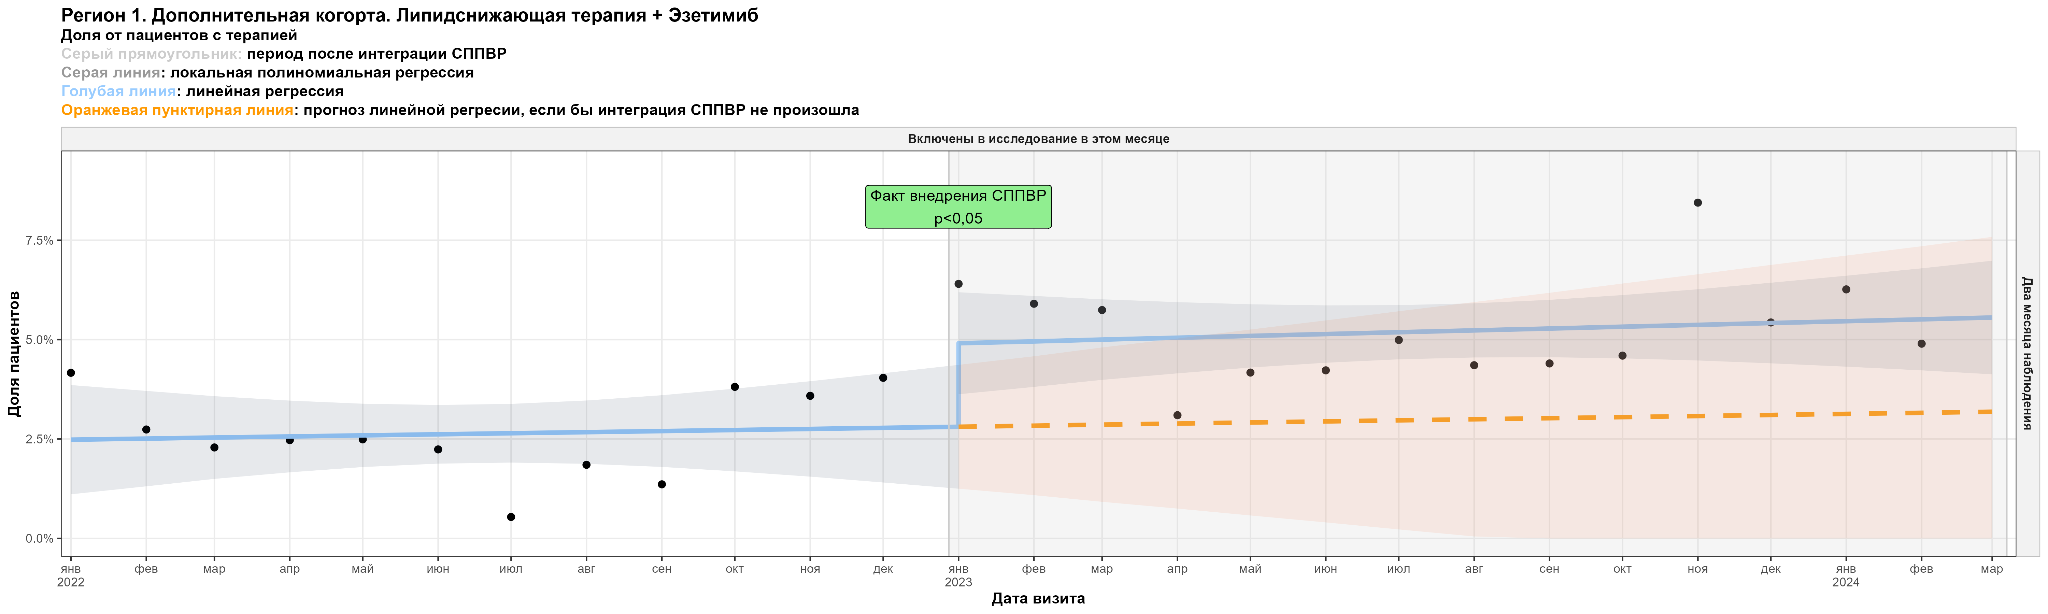 Регион 1. Дополнительная когорта. Липидснижающая терапия + Эзетимиб
Доля от пациентов с терапией
Серый прямоугольник: период после интеграции СППВР
Серая линия: локальная полиномиальная регрессия
Голубая линия: линейная регрессия
Оранжевая пунктирная линия: прогноз линейной регресии, если бы интеграция СППВР не произошла
Включены в исследование в этом месяце
Факт внедрения СППВР
p<0,05
Доля пациентов
7.5%
5.0%
2.5%
0.0%
Два месяца наблюдения
янв фев мар апр май июн июл авг сен окт ноя дек янв фев мар апр май июн июл авг сен окт ноя дек янв фев мар
2022 2023 2024
Дата визита